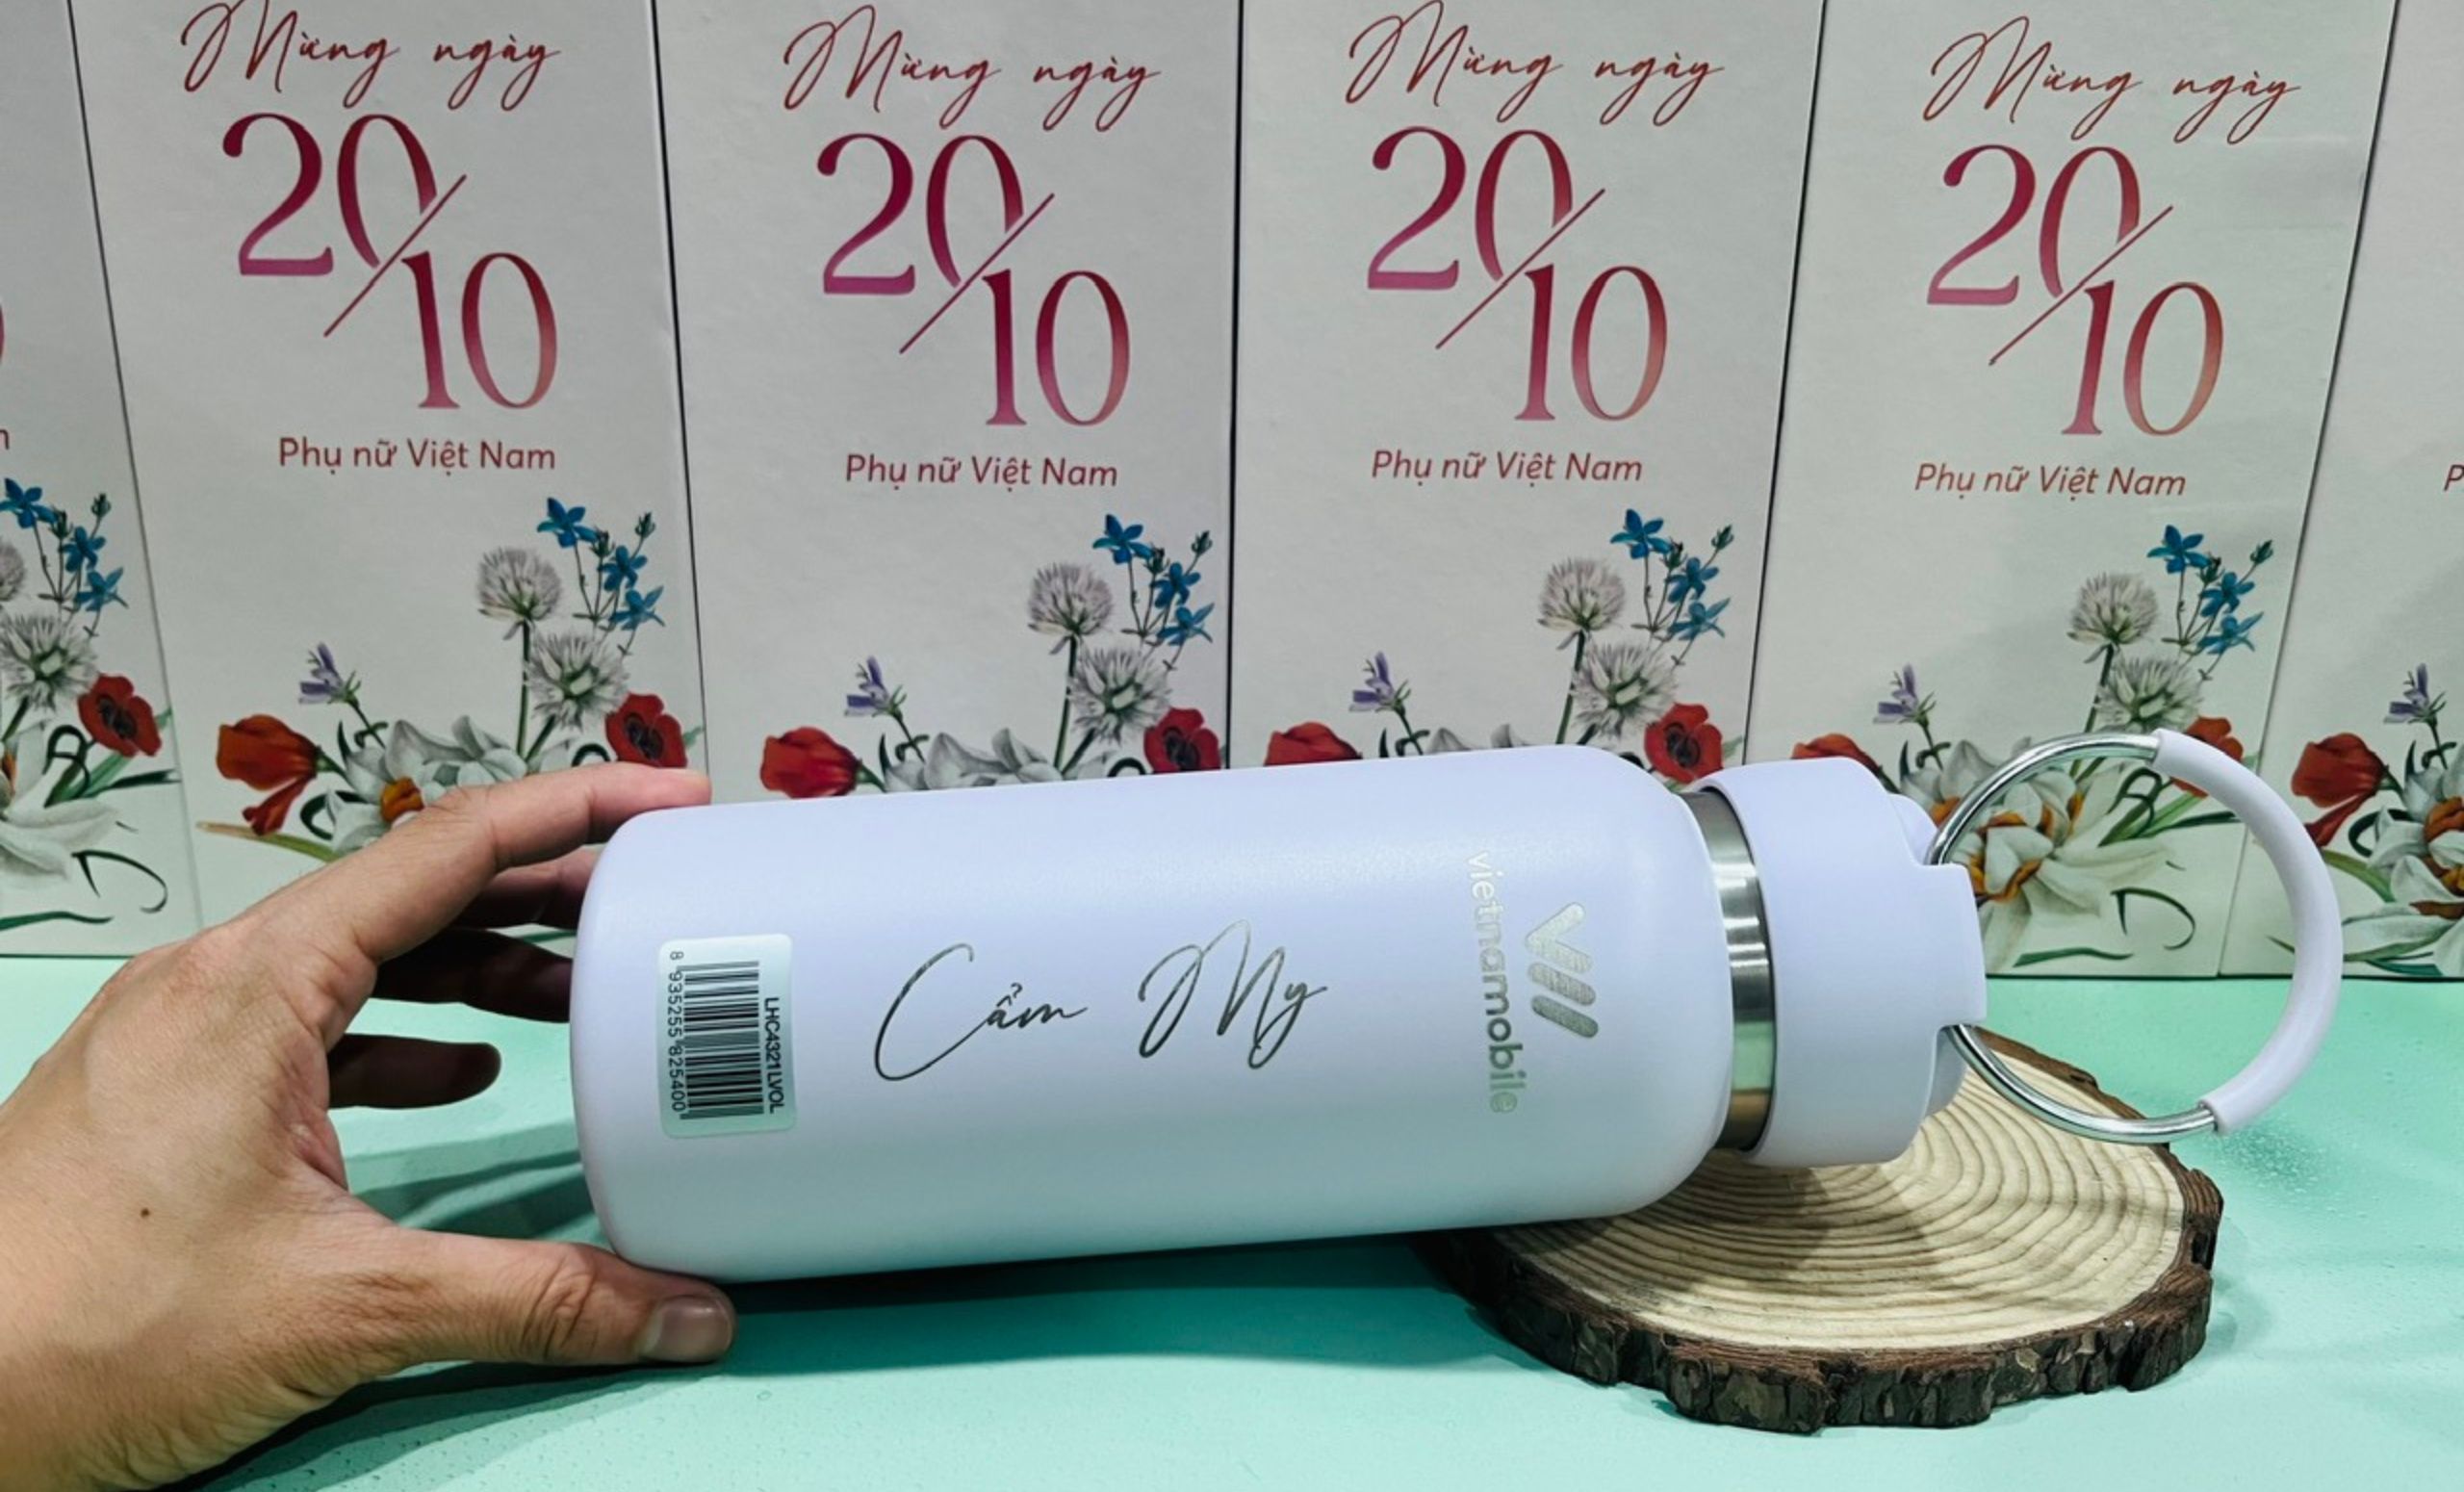 Mừng ngày
20/10
Phụ nữ Việt Nam
Mừng ngày
20/10
Phụ nữ Việt Nam
Mừng ngày
20/10
Phụ nữ Việt Nam
Mừng ngày
20/10
Phụ nữ Việt Nam
LHC4321LVOL
8 935255 825400
Cẩm My
vietnamobile